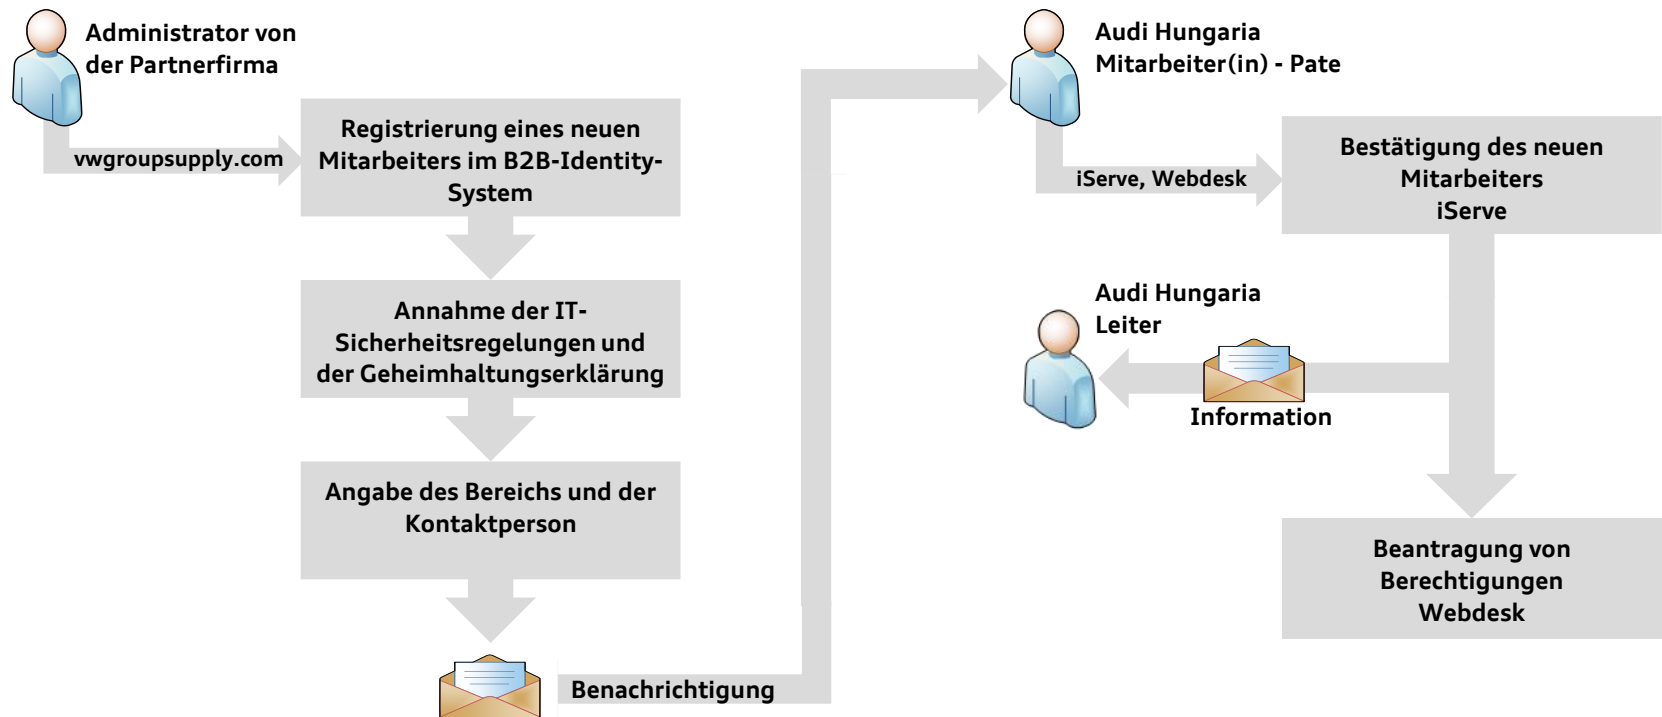 Administrator von
der Partnerfirma
vwgroupsupply.com
Registrierung eines neuen
Mitarbeiters im B2B-Identity-
System
Annahme der IT-
Sicherheitsregelungen und
der Geheimhaltungserklärung
Angabe des Bereichs und der
Kontaktperson
Benachrichtigung
Audi Hungaria
Mitarbeiter(in) - Pate
iServe, Webdesk
Bestätigung des neuen
Mitarbeiters
iServe
Audi Hungaria
Leiter
Information
Beantragung von
Berechtigungen
Webdesk